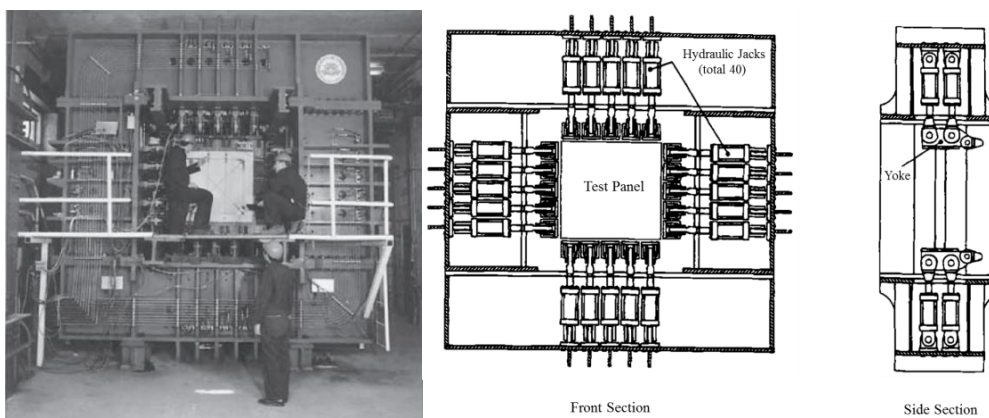 Hydraulic Jacks
(total 40)
Test Panel
Yoke
Front Section
Side Section